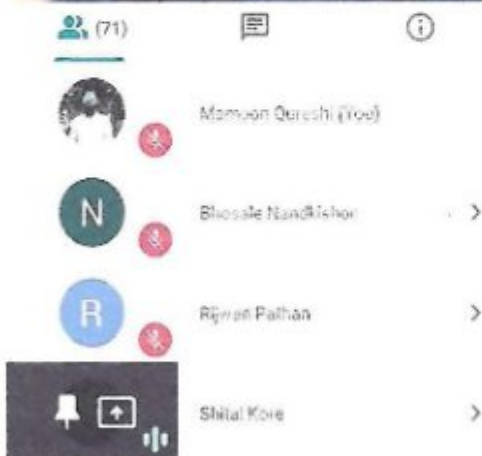 (71)
Mamoon Qureshi (You)
N
Bhosale Nandkishor
R
Rijwan Pathan
Shital Kore